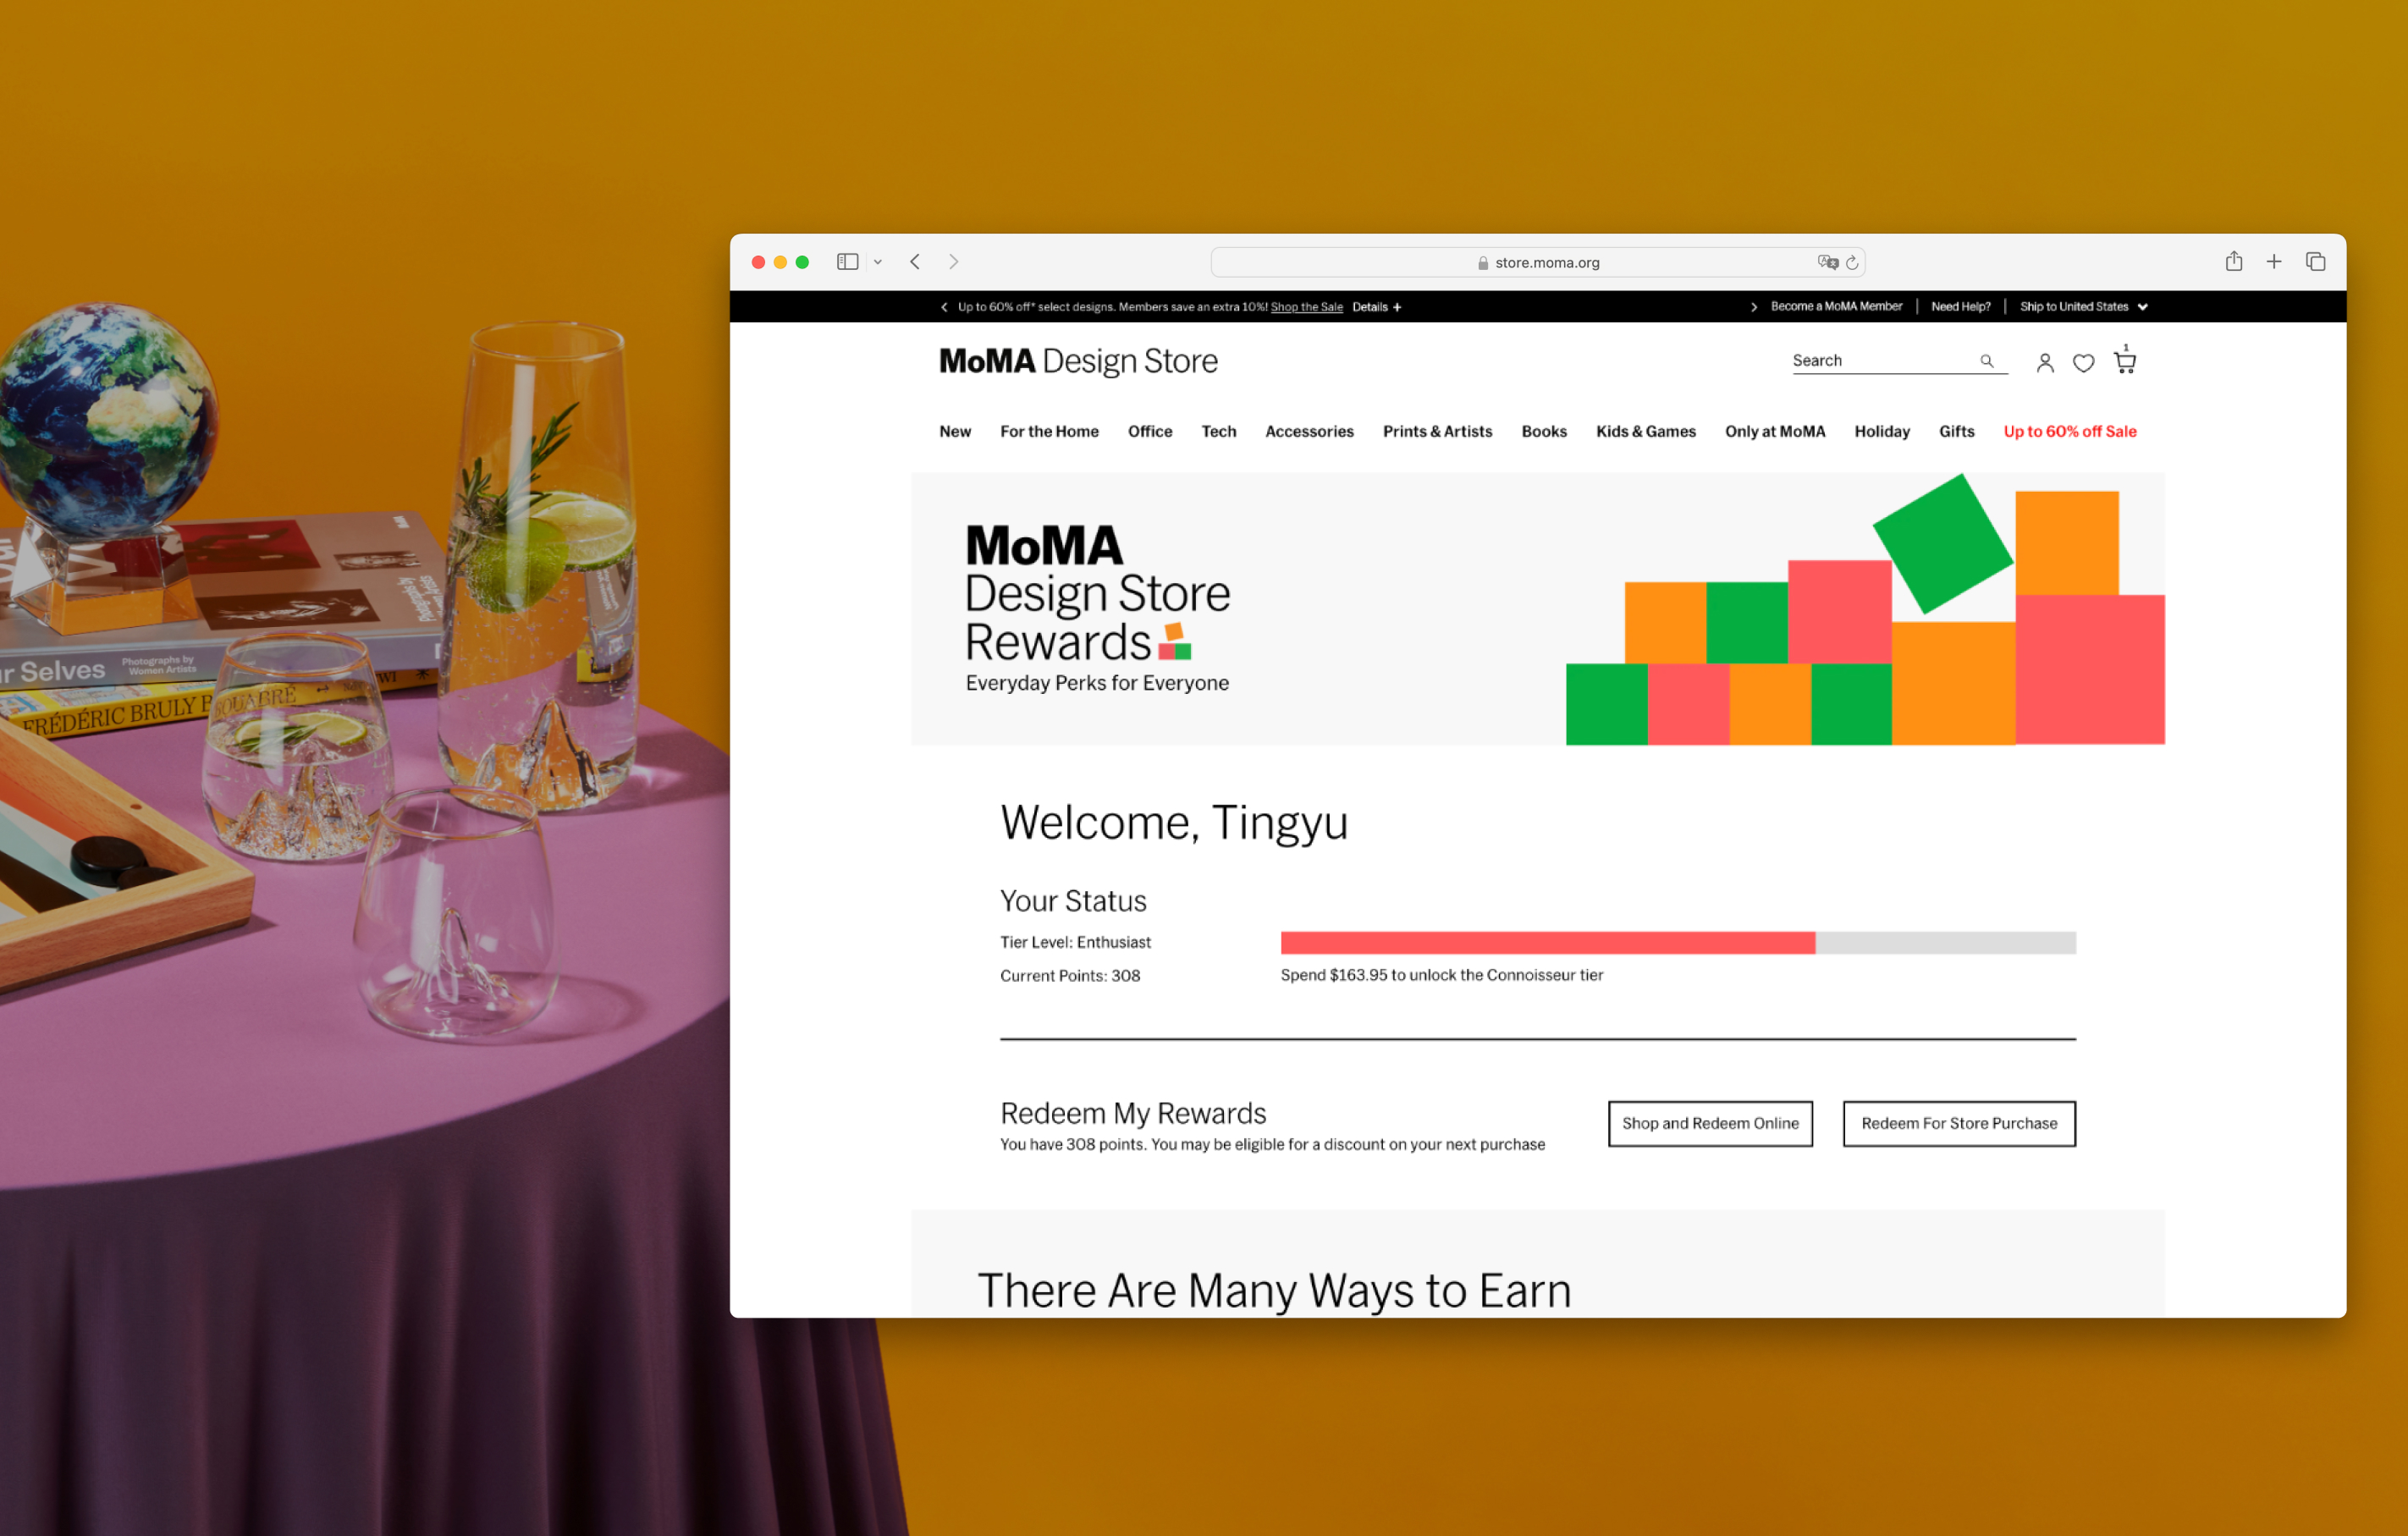 store.moma.org
Up to 60% off* select designs. Members save an extra 10%! Shop the Sale Details +
Become a MoMA Member | Need Help? | Ship to United States
MoMA Design Store
Search
1
New For the Home Office Tech Accessories Prints & Artists Books Kids & Games Only at MoMA Holiday Gifts Up to 60% off Sale
MoMA
Design Store
Rewards
Everyday Perks for Everyone
Welcome, Tingyu
Your Status
Tier Level: Enthusiast
Current Points: 308
Spend $163.95 to unlock the Connoisseur tier
Redeem My Rewards
You have 308 points. You may be eligible for a discount on your next purchase
Shop and Redeem Online
Redeem For Store Purchase
There Are Many Ways to Earn
r Selves
Photographs by
Women Artists
FRÉDÉRIC BRULY BOUABRÉ